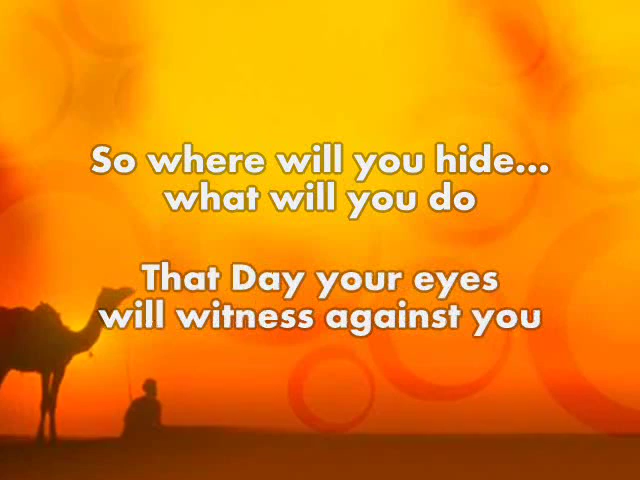 So where will you hide...
what will you do
That Day your eyes
will witness against you